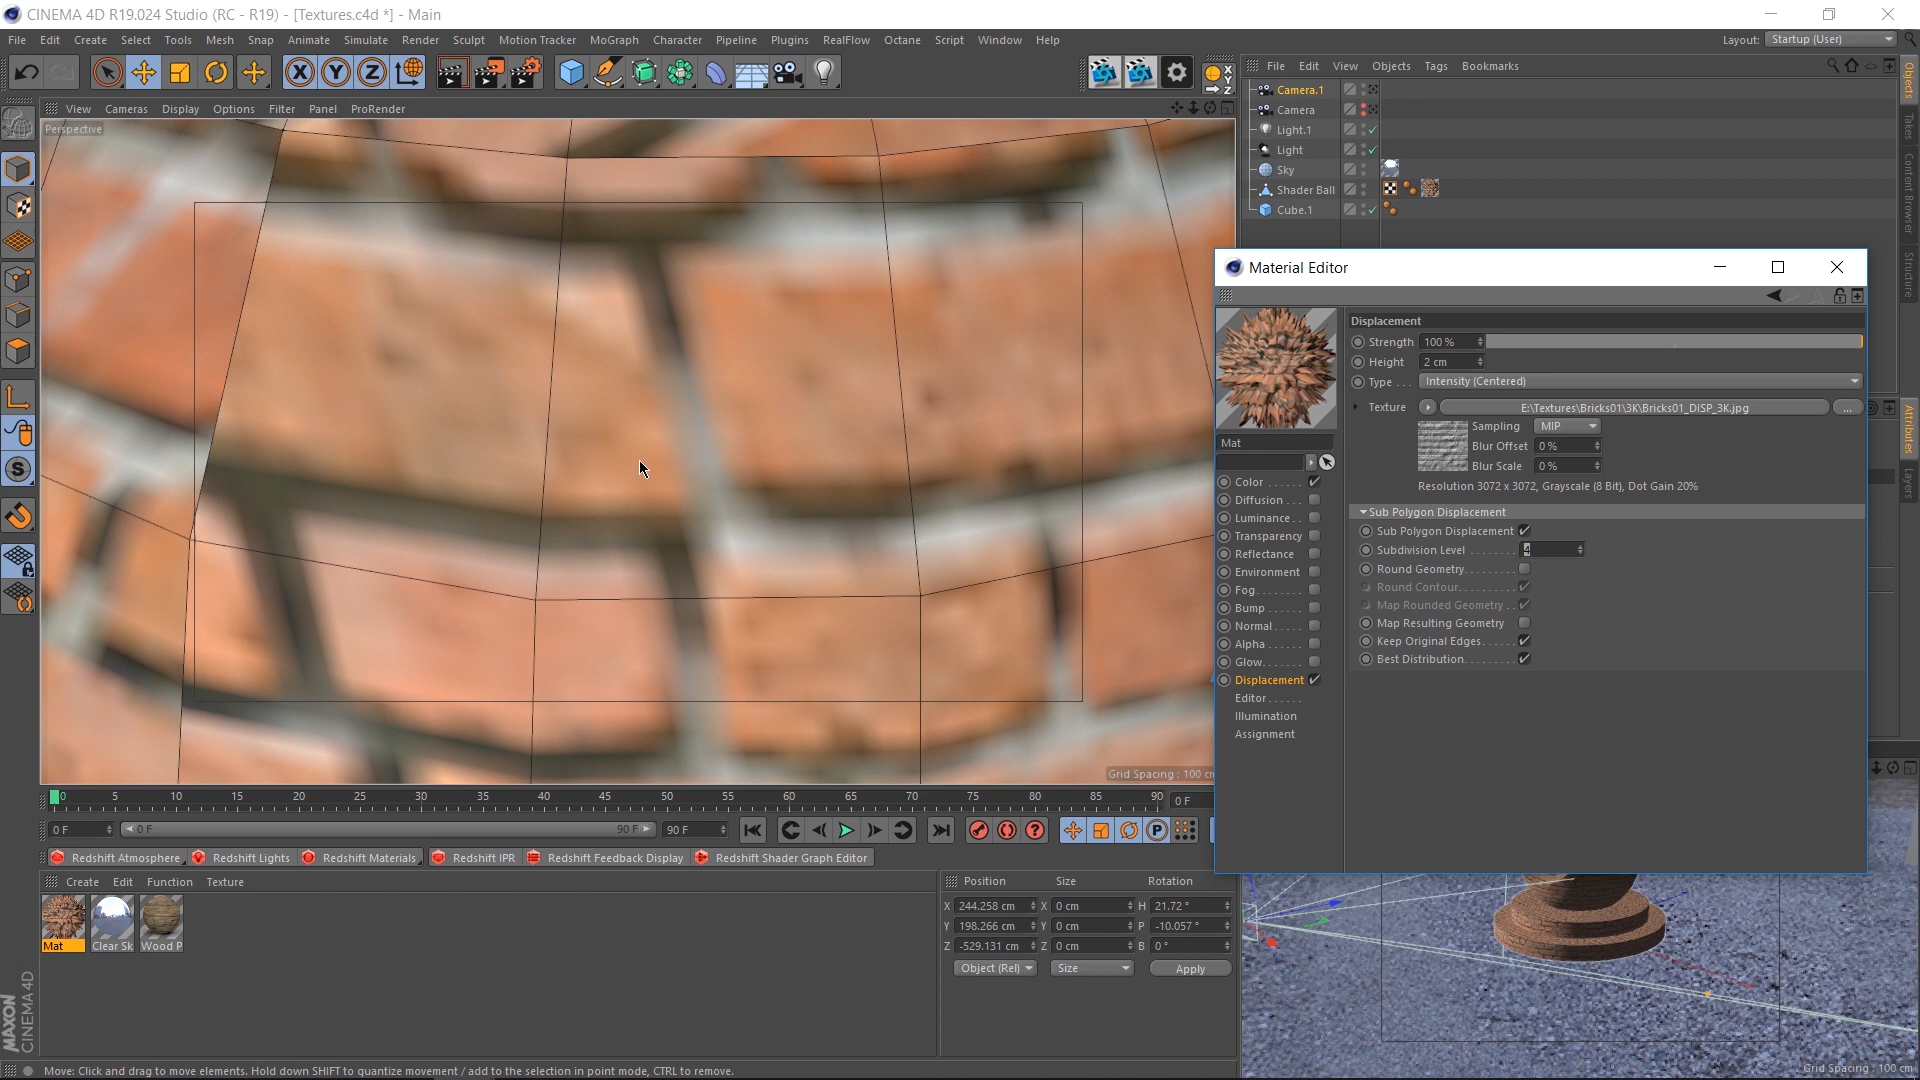 CINEMA 4D R19.024 Studio (RC - R19) - [Textures.c4d *] - Main
File Edit Create Select Tools Mesh Snap Animate Simulate Render Sculpt Motion Tracker MoGraph Character Pipeline Plugins RealFlow Octane Script Window Help
Layout: Startup (User)
File Edit View Objects Tags Bookmarks
View Cameras Display Options Filter Panel ProRender
Perspective
Camera.1
Camera
Light.1
Light
Sky
Shader Ball
Cube.1
Objects
Takes
Content Browser
Structure
Attributes
Layers
Material Editor
Displacement
Strength 100 %
Height 2 cm
Type . . . Intensity (Centered)
Texture E:\Textures\Bricks01\3K\Bricks01_DISP_3K.jpg ...
Sampling MIP
Blur Offset 0 %
Blur Scale 0 %
Resolution 3072 x 3072, Grayscale (8 Bit), Dot Gain 20%
Mat
Color
Diffusion
Luminance
Transparency
Reflectance
Environment
Fog
Bump
Normal
Alpha
Glow
Displacement
Editor
Illumination
Assignment
Sub Polygon Displacement
Sub Polygon Displacement
Subdivision Level 4
Round Geometry
Round Contour
Map Rounded Geometry
Map Resulting Geometry
Keep Original Edges
Best Distribution
Grid Spacing : 100 cm
0 5 10 15 20 25 30 35 40 45 50 55 60 65 70 75 80 85 90 0 F
0 F 0 F 90 F 90 F
Redshift Atmosphere Redshift Lights Redshift Materials Redshift IPR Redshift Feedback Display Redshift Shader Graph Editor
Create Edit Function Texture
Mat Clear Sk Wood P
Position Size Rotation
X 244.258 cm X 0 cm H 21.72 °
Y 198.266 cm Y 0 cm P -10.057 °
Z -529.131 cm Z 0 cm B 0 °
Object (Rel) Size Apply
MAXON
CINEMA 4D
Grid Spacing : 100 cm
Move: Click and drag to move elements. Hold down SHIFT to quantize movement / add to the selection in point mode, CTRL to remove.